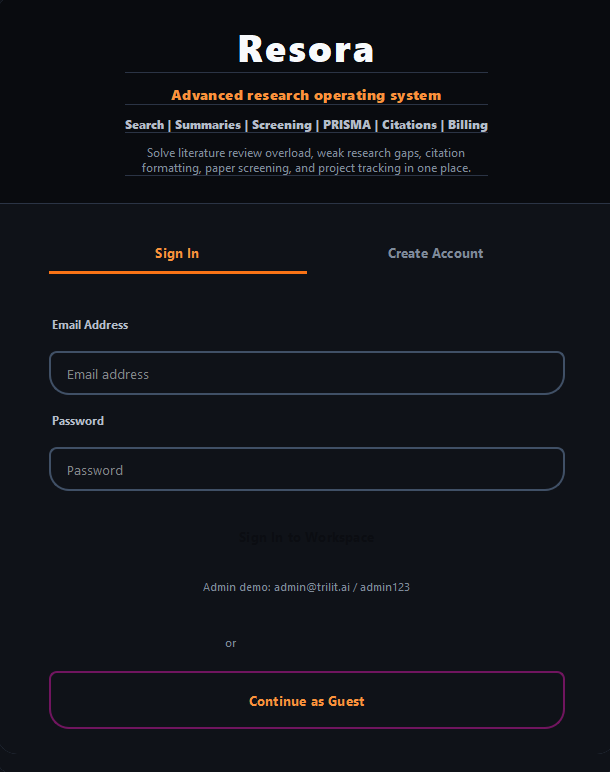 Resora
Advanced research operating system
Search | Summaries | Screening | PRISMA | Citations | Billing
Solve literature review overload, weak research gaps, citation
formatting, paper screening, and project tracking in one place.
Sign In
Create Account
Email Address
Email address
Password
Password
Sign In to Workspace
Admin demo: admin@trilit.ai / admin123
or
Continue as Guest